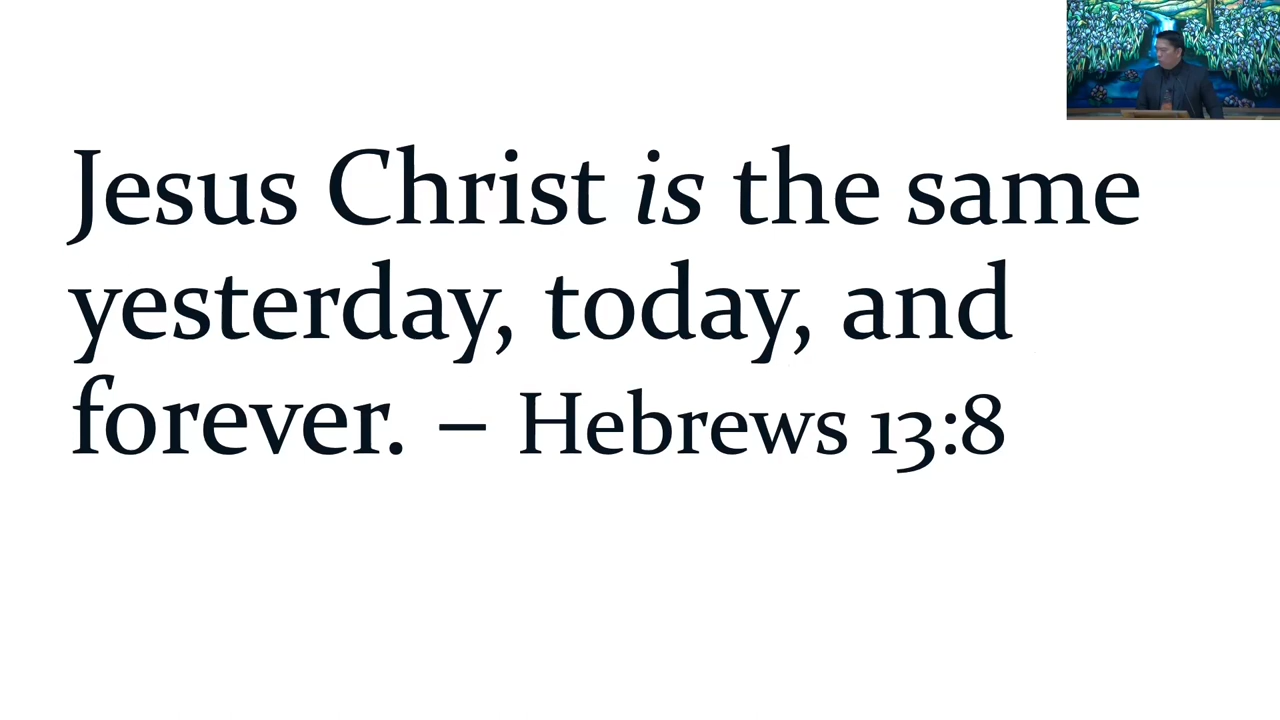 Jesus Christ is the same
yesterday, today, and
forever. – Hebrews 13:8